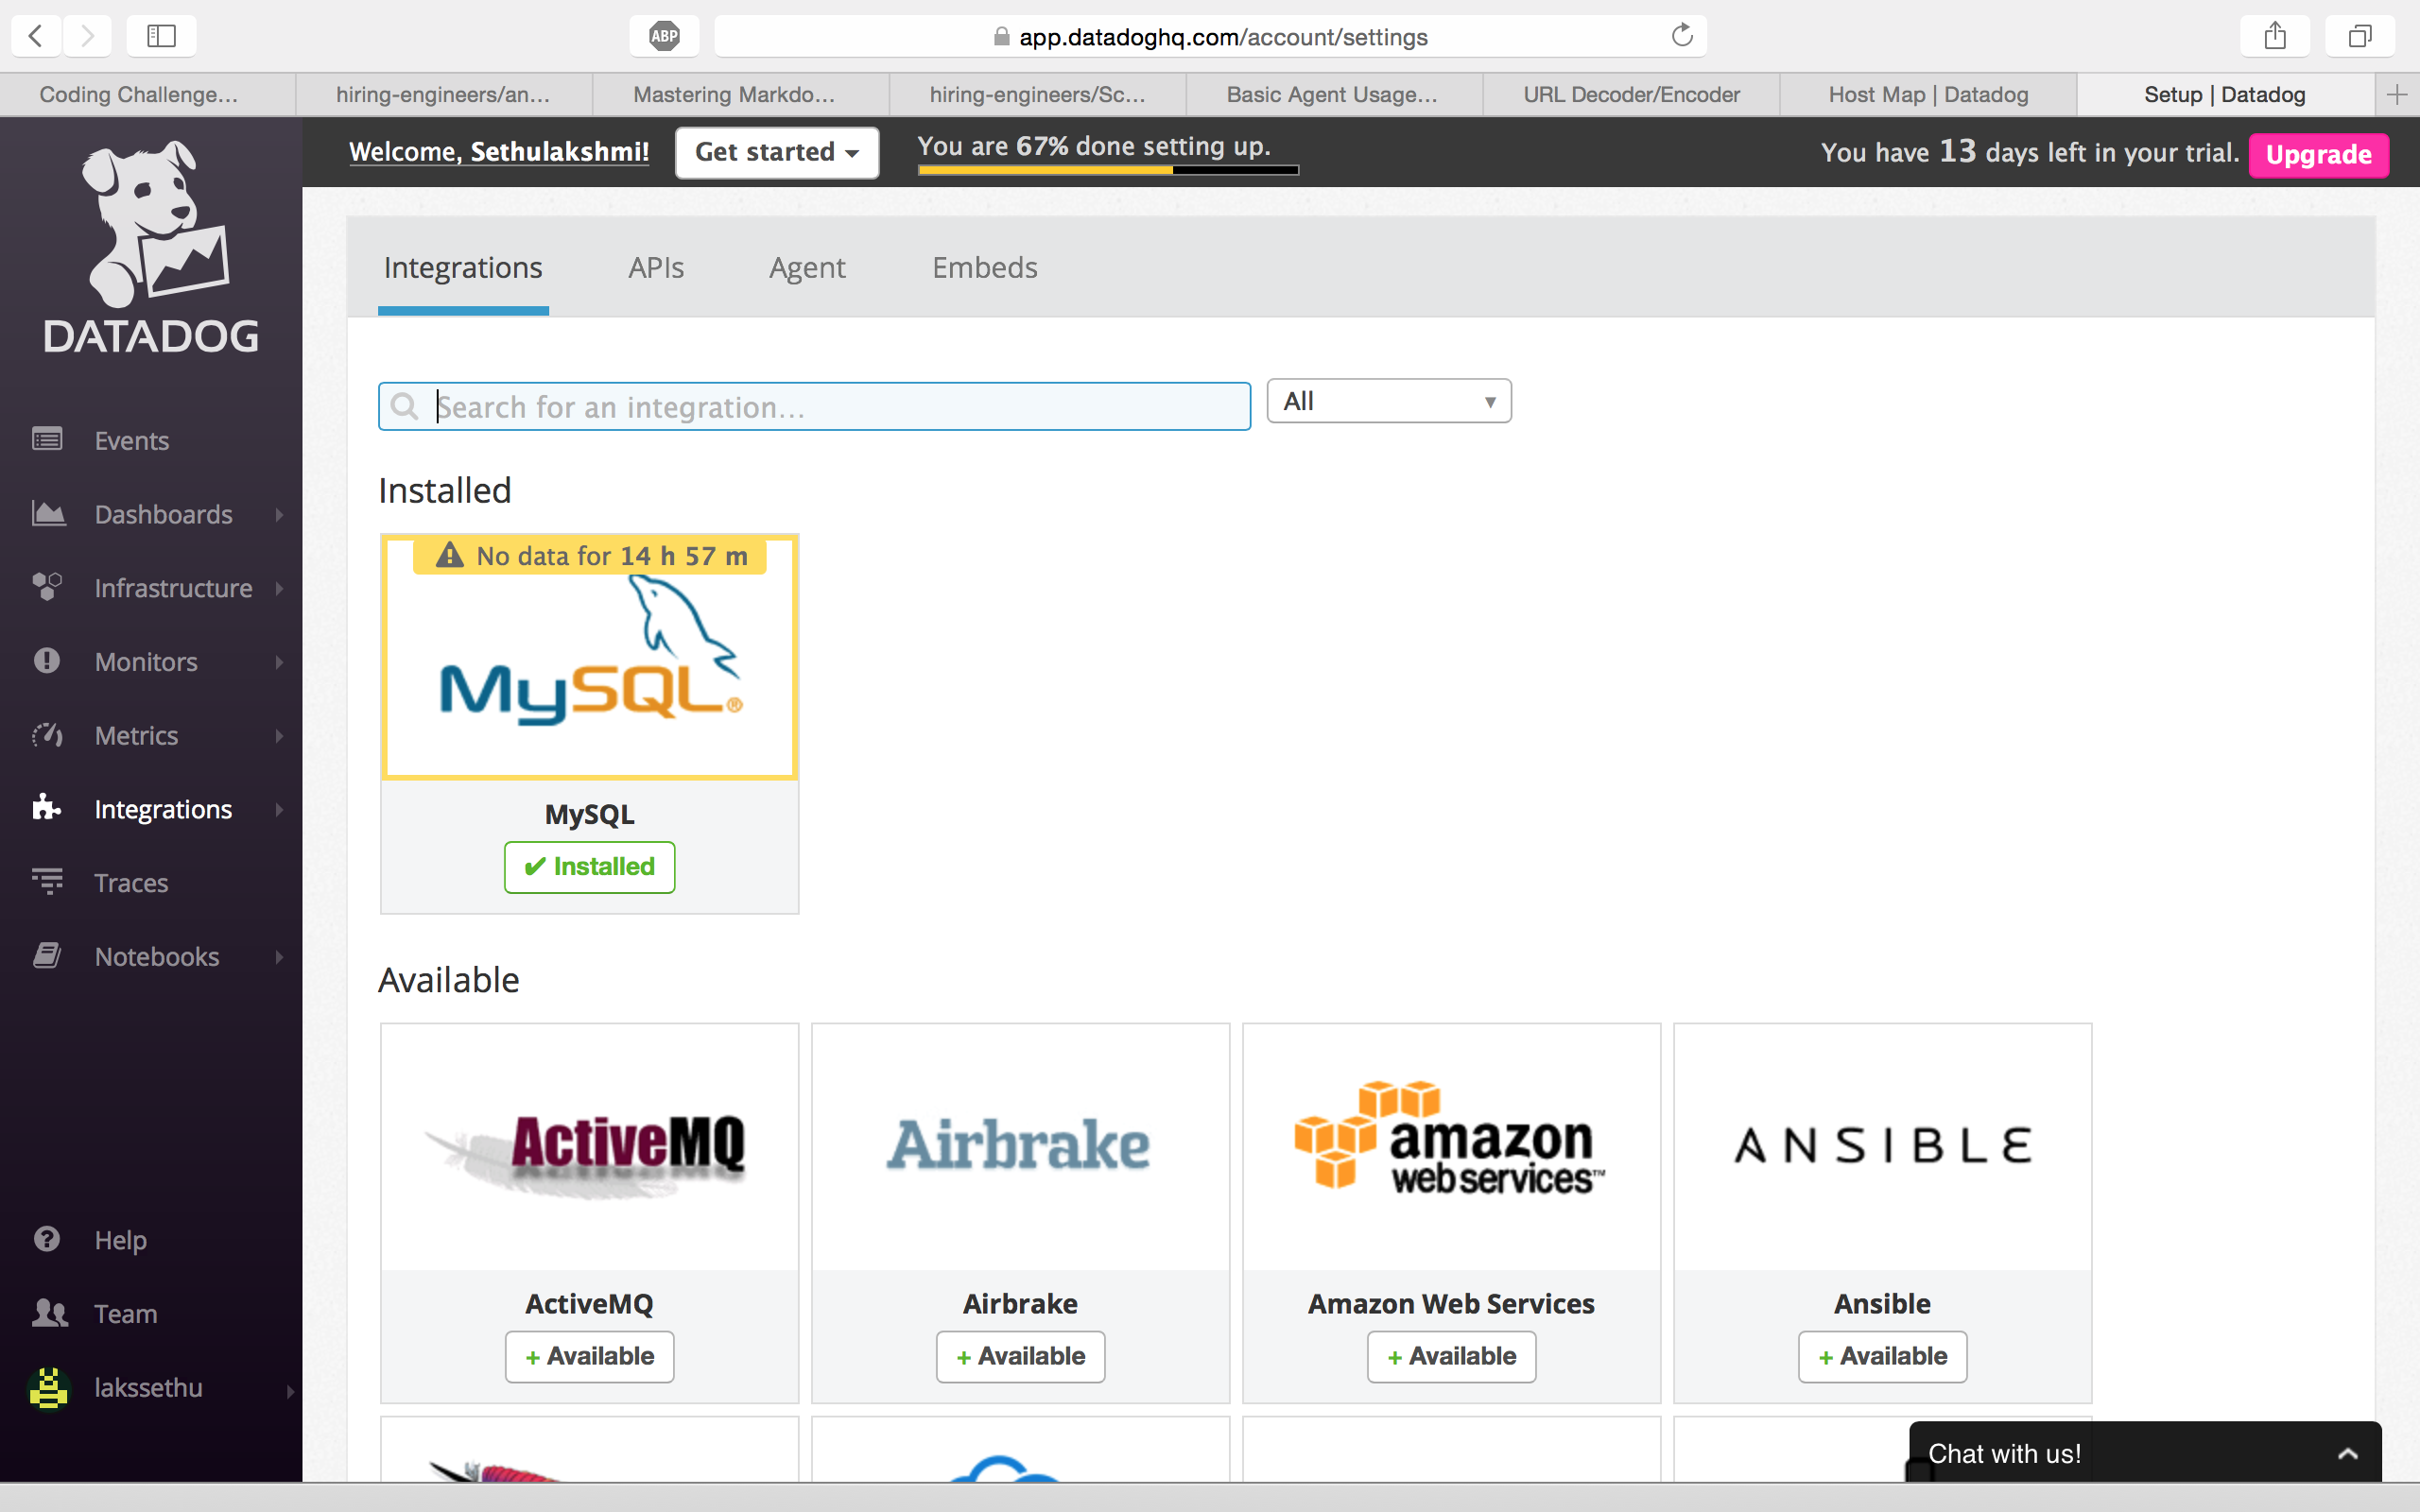 ABP
app.datadoghq.com/account/settings
Coding Challenge...
hiring-engineers/an...
Mastering Markdo...
hiring-engineers/Sc...
Basic Agent Usage...
URL Decoder/Encoder
Host Map | Datadog
Setup | Datadog
DATADOG
Events
Dashboards
Infrastructure
Monitors
Metrics
Integrations
Traces
Notebooks
Help
Team
lakssethu
Welcome, Sethulakshmi!
Get started
You are 67% done setting up.
You have 13 days left in your trial.
Upgrade
Integrations
APIs
Agent
Embeds
Search for an integration...
All
Installed
No data for 14 h 57 m
MySQL®
MySQL
✔ Installed
Available
ActiveMQ
ActiveMQ
+ Available
Airbrake
Airbrake
+ Available
amazon
web services™
Amazon Web Services
+ Available
ANSIBLE
Ansible
+ Available
Chat with us!